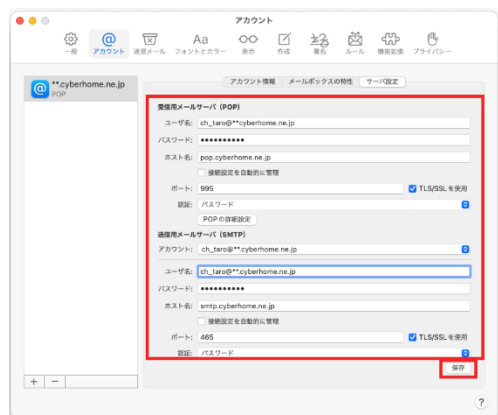 アカウント
一般 アカウント 迷惑メール フォントとカラー 表示 作成 署名 ルール 機能拡張 プライバシー
Aa
@ **.cyberhome.ne.jp
POP
アカウント情報 メールボックスの特性 サーバ設定
受信用メールサーバ (POP)
ユーザ名: ch_taro@**cyberhome.ne.jp
パスワード: ••••••••••
ホスト名: pop.cyberhome.ne.jp
接続設定を自動的に管理
ポート: 995 TLS/SSL を使用
認証: パスワード
POP の詳細設定
送信用メールサーバ (SMTP)
アカウント: ch_taro@**.cyberhome.ne.jp
ユーザ名: ch_taro@**.cyberhome.ne.jp
パスワード: ••••••••••
ホスト名: smtp.cyberhome.ne.jp
接続設定を自動的に管理
ポート: 465 TLS/SSL を使用
認証: パスワード
保存
+ −
?